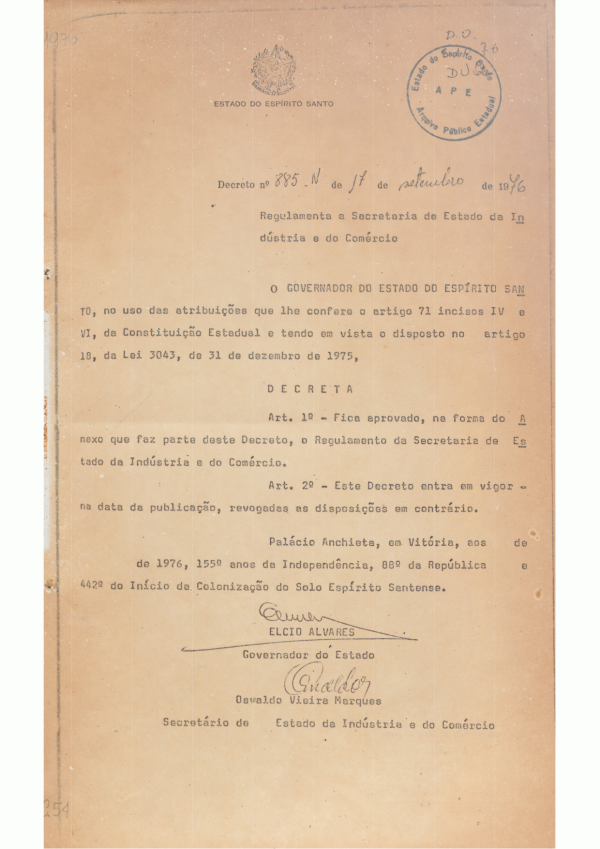 1976
D.O.
Estado do Espírito Santo
A P E
Arquivo Público Estadual
ESTADO DO ESPÍRITO SANTO
Decreto nº 885-N de 17 de setembro de 1976
Regulamenta a Secretaria de Estado da In
dústria e do Comércio
O GOVERNADOR DO ESTADO DO ESPÍRITO SAN
TO, no uso das atribuições que lhe confere o artigo 71 incisos IV e
VI, da Constituição Estadual e tendo em vista o disposto no artigo
18, da Lei 3043, de 31 de dezembro de 1975,
D E C R E T A
Art. 1º - Fica aprovado, na forma do A
nexo que faz parte deste Decreto, o Regulamento da Secretaria de Es
tado da Indústria e do Comércio.
Art. 2º - Este Decreto entra em vigor -
na data da publicação, revogadas as disposições em contrário.
Palácio Anchieta, em Vitória, aos de
de 1976, 155º anos da Independência, 88º da República e
442º do Início da Colonização do Solo Espírito Santense.
ELCIO ALVARES
Governador do Estado
Oswaldo Vieira Marques
Secretário de Estado da Indústria e do Comércio
254